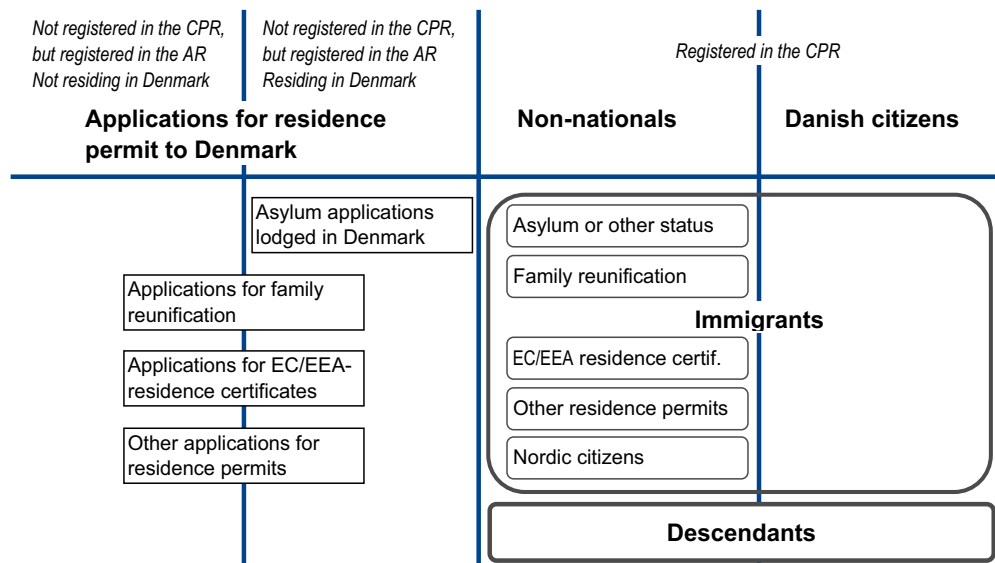 Not registered in the CPR,
but registered in the AR
Not residing in Denmark
Not registered in the CPR,
but registered in the AR
Residing in Denmark
Registered in the CPR
Applications for residence
permit to Denmark
Non-nationals
Danish citizens
Asylum applications
lodged in Denmark
Applications for family
reunification
Applications for EC/EEA-
residence certificates
Other applications for
residence permits
Asylum or other status
Family reunification
Immigrants
EC/EEA residence certif.
Other residence permits
Nordic citizens
Descendants